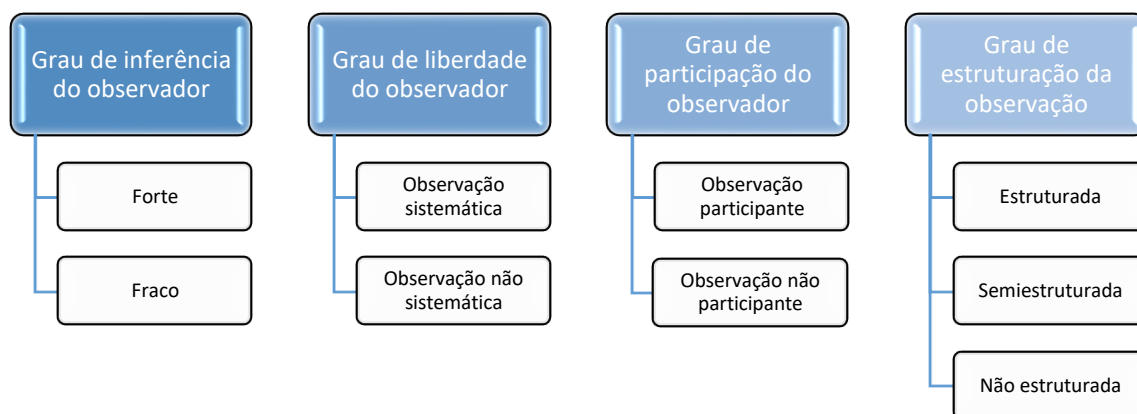 Grau de inferência
do observador
Forte
Fraco
Grau de liberdade
do observador
Observação
sistemática
Observação não
sistemática
Grau de
participação do
observador
Observação
participante
Observação não
participante
Grau de
estruturação da
observação
Estruturada
Semiestruturada
Não estruturada